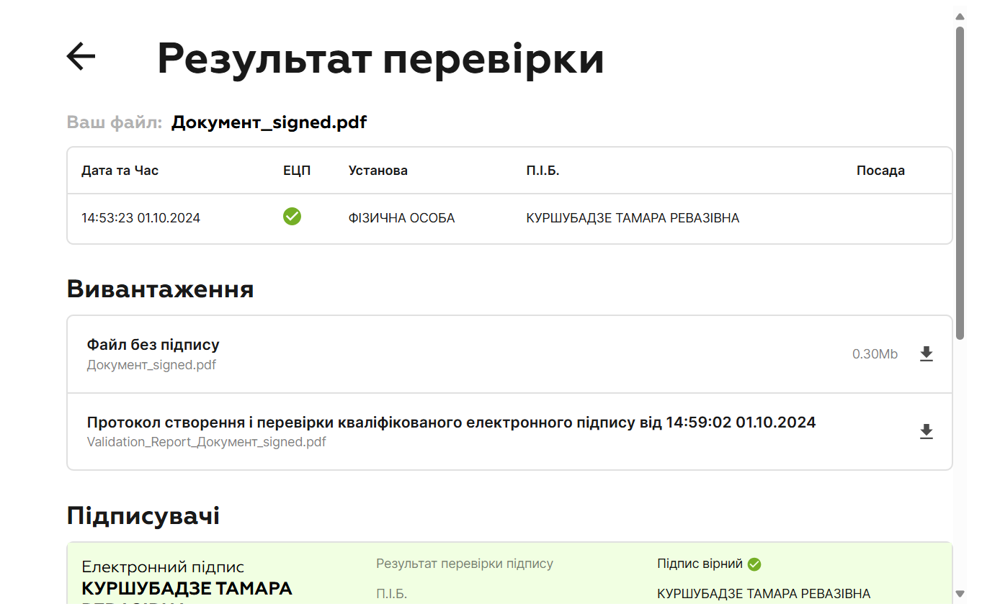 Результат перевірки
Ваш файл: Документ_signed.pdf
Дата та Час ЕЦП Установа П.І.Б. Посада
14:53:23 01.10.2024 ФІЗИЧНА ОСОБА КУРШУБАДЗЕ ТАМАРА РЕВАЗІВНА
Вивантаження
Файл без підпису
Документ_signed.pdf
0.30Mb
Протокол створення і перевірки кваліфікованого електронного підпису від 14:59:02 01.10.2024
Validation_Report_Документ_signed.pdf
Підписувачі
Електронний підпис
КУРШУБАДЗЕ ТАМАРА
Результат перевірки підпису Підпис вірний
П.І.Б. КУРШУБАДЗЕ ТАМАРА РЕВАЗІВНА